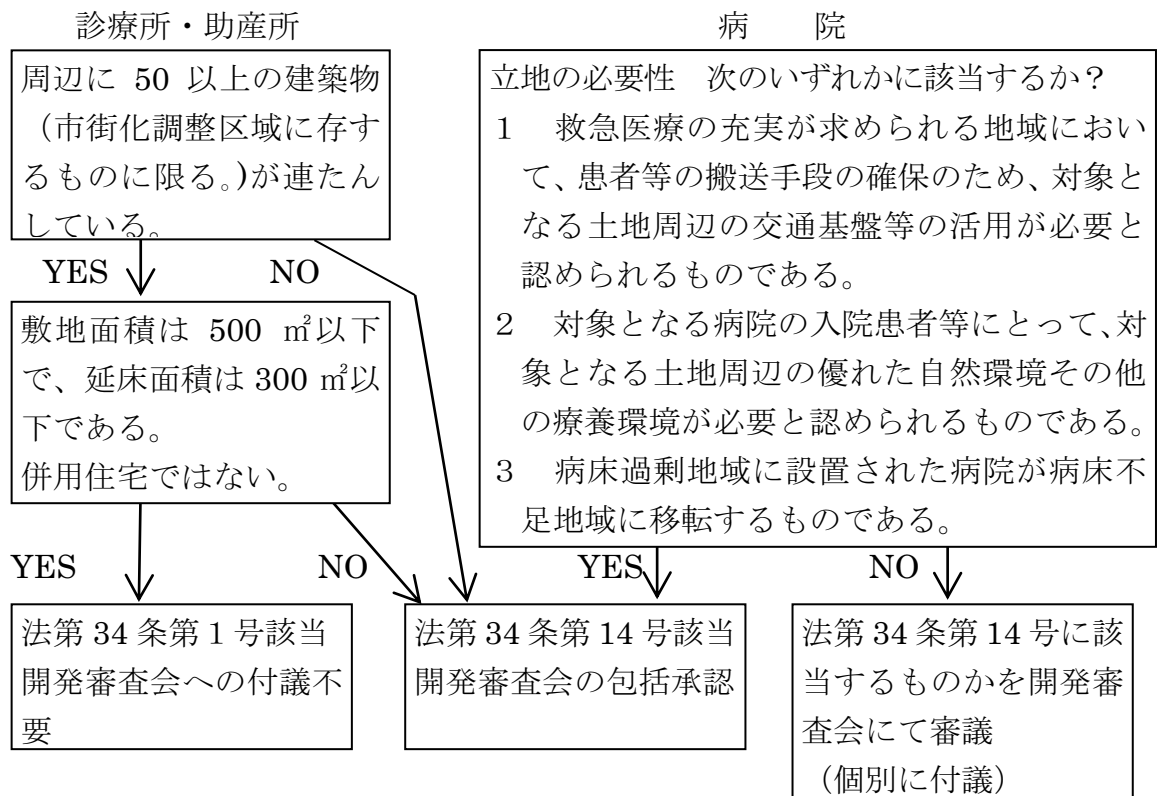 診療所・助産所
周辺に 50 以上の建築物
(市街化調整区域に存す
るものに限る。)が連たん
している。
YES NO
敷地面積は 500 ㎡以下
で、延床面積は 300 ㎡以
下である。
併用住宅ではない。
YES NO
病 院
立地の必要性 次のいずれかに該当するか?
1 救急医療の充実が求められる地域におい
て、患者等の搬送手段の確保のため、対象と
なる土地周辺の交通基盤等の活用が必要と
認められるものである。
2 対象となる病院の入院患者等にとって、対
象となる土地周辺の優れた自然環境その他
の療養環境が必要と認められるものである。
3 病床過剰地域に設置された病院が病床不
足地域に移転するものである。
YES NO
法第 34 条第 1 号該当
開発審査会への付議不
要
法第 34 条第 14 号該当
開発審査会の包括承認
法第 34 条第 14 号に該
当するものかを開発審
査会にて審議
(個別に付議)